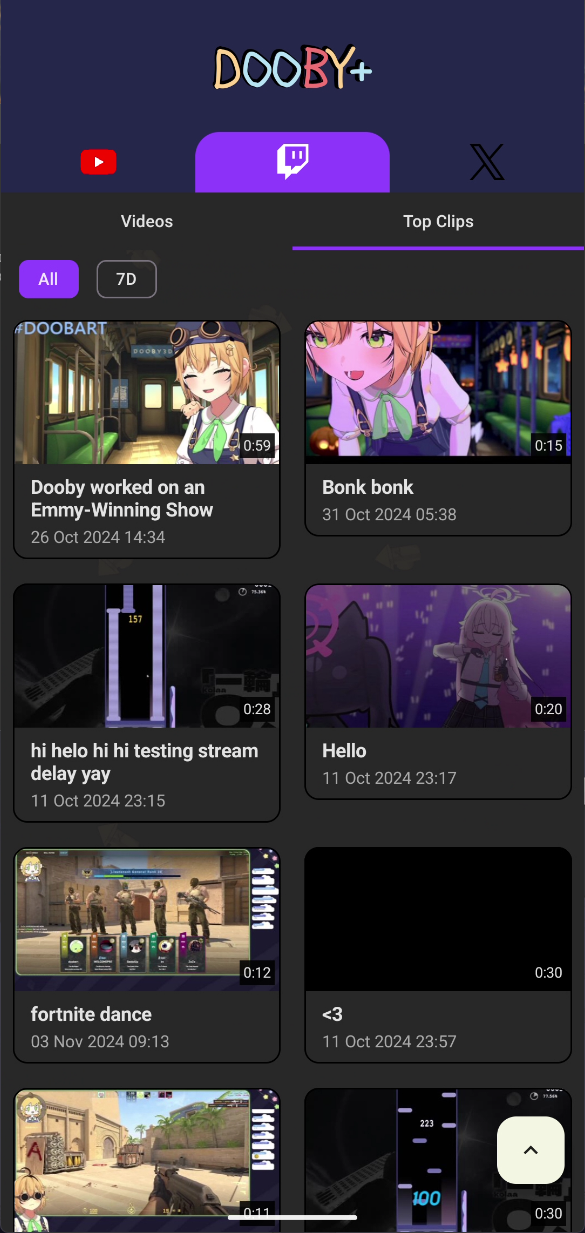 DOOBY+
Videos
Top Clips
All
7D
#DOOBART
DOOBY3D
0:59
0:15
Dooby worked on an
Emmy-Winning Show
26 Oct 2024 14:34
Bonk bonk
31 Oct 2024 05:38
157
75.36%
0:28
0:20
hi helo hi hi testing stream
delay yay
11 Oct 2024 23:15
Hello
11 Oct 2024 23:17
0:12
0:30
fortnite dance
03 Nov 2024 09:13
<3
11 Oct 2024 23:57
A
0:11
223
100
0:30